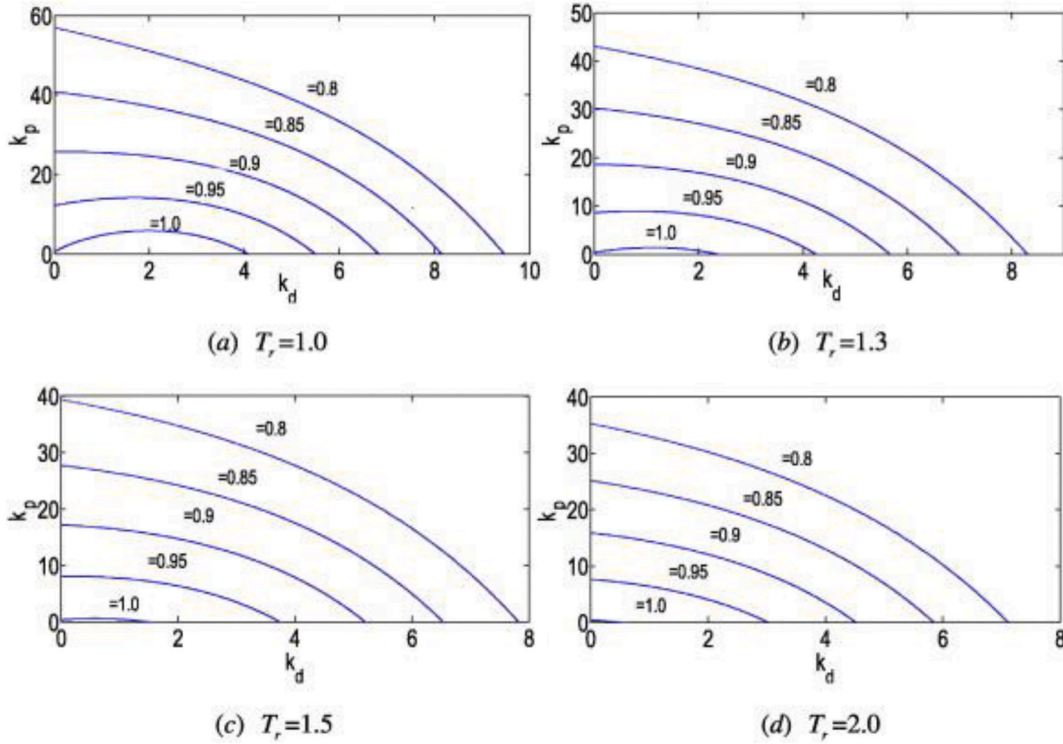 60
40
20
0
k_p
=0.8
=0.85
=0.9
=0.95
=1.0
0 2 4 6 8 10
k_d
(a) T_r=1.0
50
40
30
20
10
0
k_p
=0.8
=0.85
=0.9
=0.95
=1.0
0 2 4 6 8
k_d
(b) T_r=1.3
40
30
20
10
0
k_p
=0.8
=0.85
=0.9
=0.95
=1.0
0 2 4 6 8
k_d
(c) T_r=1.5
40
30
20
10
0
k_p
=0.8
=0.85
=0.9
=0.95
=1.0
0 2 4 6 8
k_d
(d) T_r=2.0